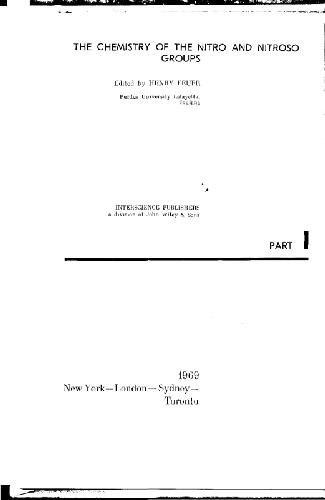 THE CHEMISTRY OF THE NITRO AND NITROSO
GROUPS
Edited by HENRY FEUER
Purdue University Lafayette,
INTERSCIENCE PUBLISHERS
a division of John Wiley & Sons
PART I
1969
New York—London—Sydney—
Toronto